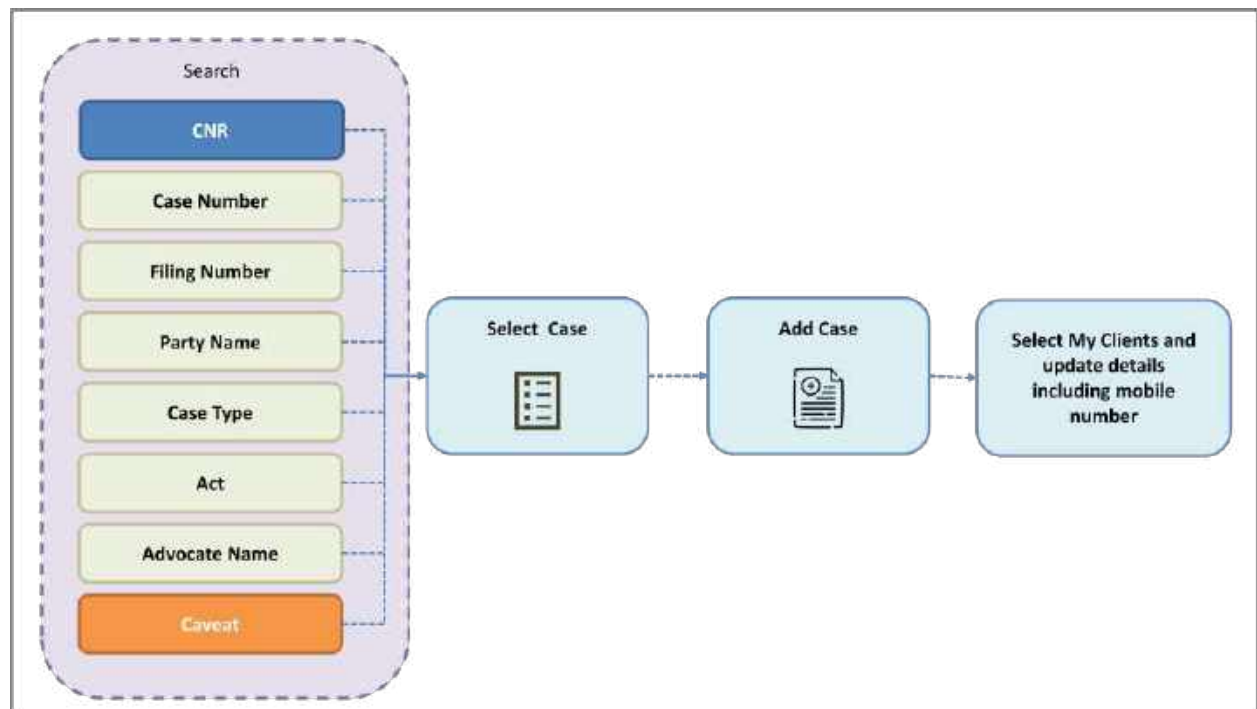 Search
CNR
Case Number
Filing Number
Party Name
Case Type
Act
Advocate Name
Caveat
Select Case
Add Case
Select My Clients and
update details
including mobile
number